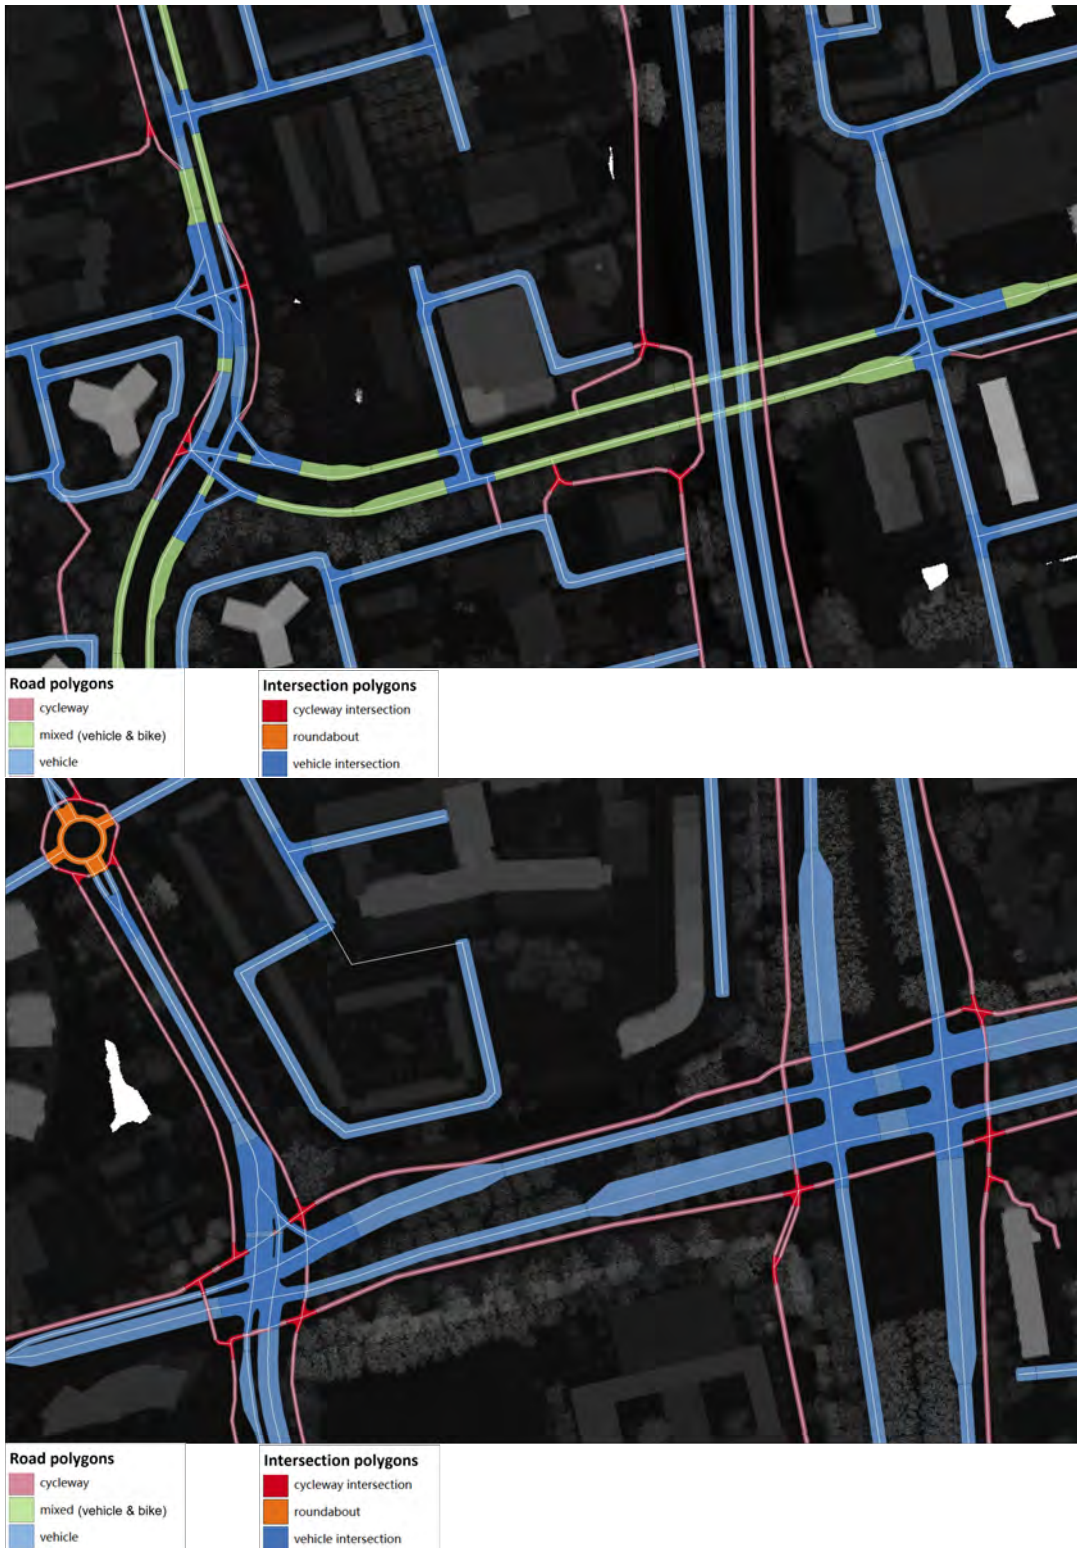 Road polygons
cycleway
mixed (vehicle & bike)
vehicle
Intersection polygons
cycleway intersection
roundabout
vehicle intersection
Road polygons
cycleway
mixed (vehicle & bike)
vehicle
Intersection polygons
cycleway intersection
roundabout
vehicle intersection